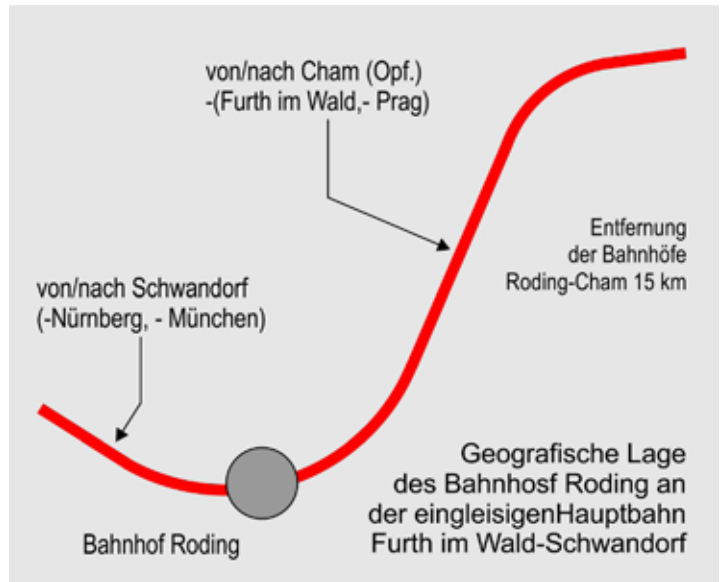 von/nach Cham (Opf.)
-(Furth im Wald,- Prag)
Entfernung
der Bahnhöfe
Roding-Cham 15 km
von/nach Schwandorf
(-Nürnberg, - München)
Geografische Lage
des Bahnhosf Roding an
der eingleisigenHauptbahn
Furth im Wald-Schwandorf
Bahnhof Roding